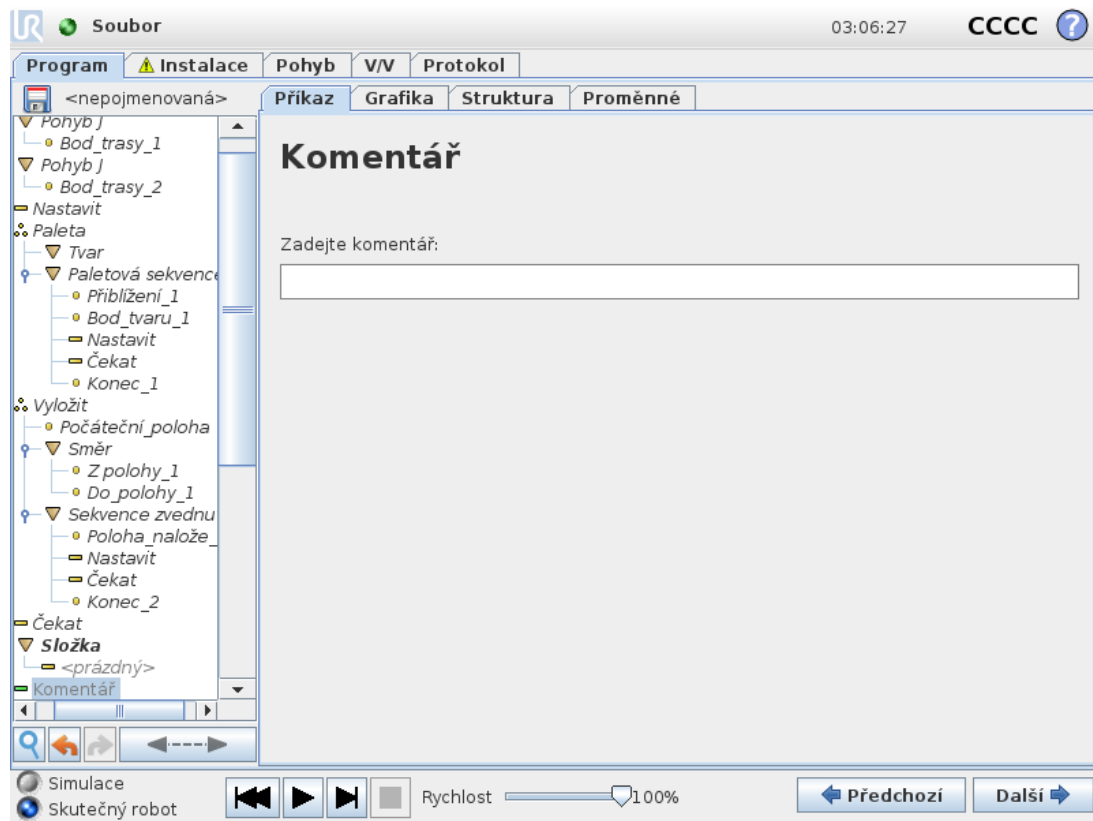 Soubor
03:06:27
CCCC
?
Program
Instalace
Pohyb
V/V
Protokol
<nepojmenovaná>
Příkaz
Grafika
Struktura
Proměnné
Pohyb J
Bod_trasy_1
Pohyb J
Bod_trasy_2
Nastavit
Paleta
Tvar
Paletová sekvence
Přiblížení_1
Bod_tvaru_1
Nastavit
Čekat
Konec_1
Vyložit
Počáteční_poloha
Směr
Z polohy_1
Do_polohy_1
Sekvence zvednu
Poloha_nalože_
Nastavit
Čekat
Konec_2
Čekat
Složka
<prázdný>
Komentář
Komentář
Zadejte komentář:
Simulace
Skutečný robot
Rychlost
100%
Předchozí
Další